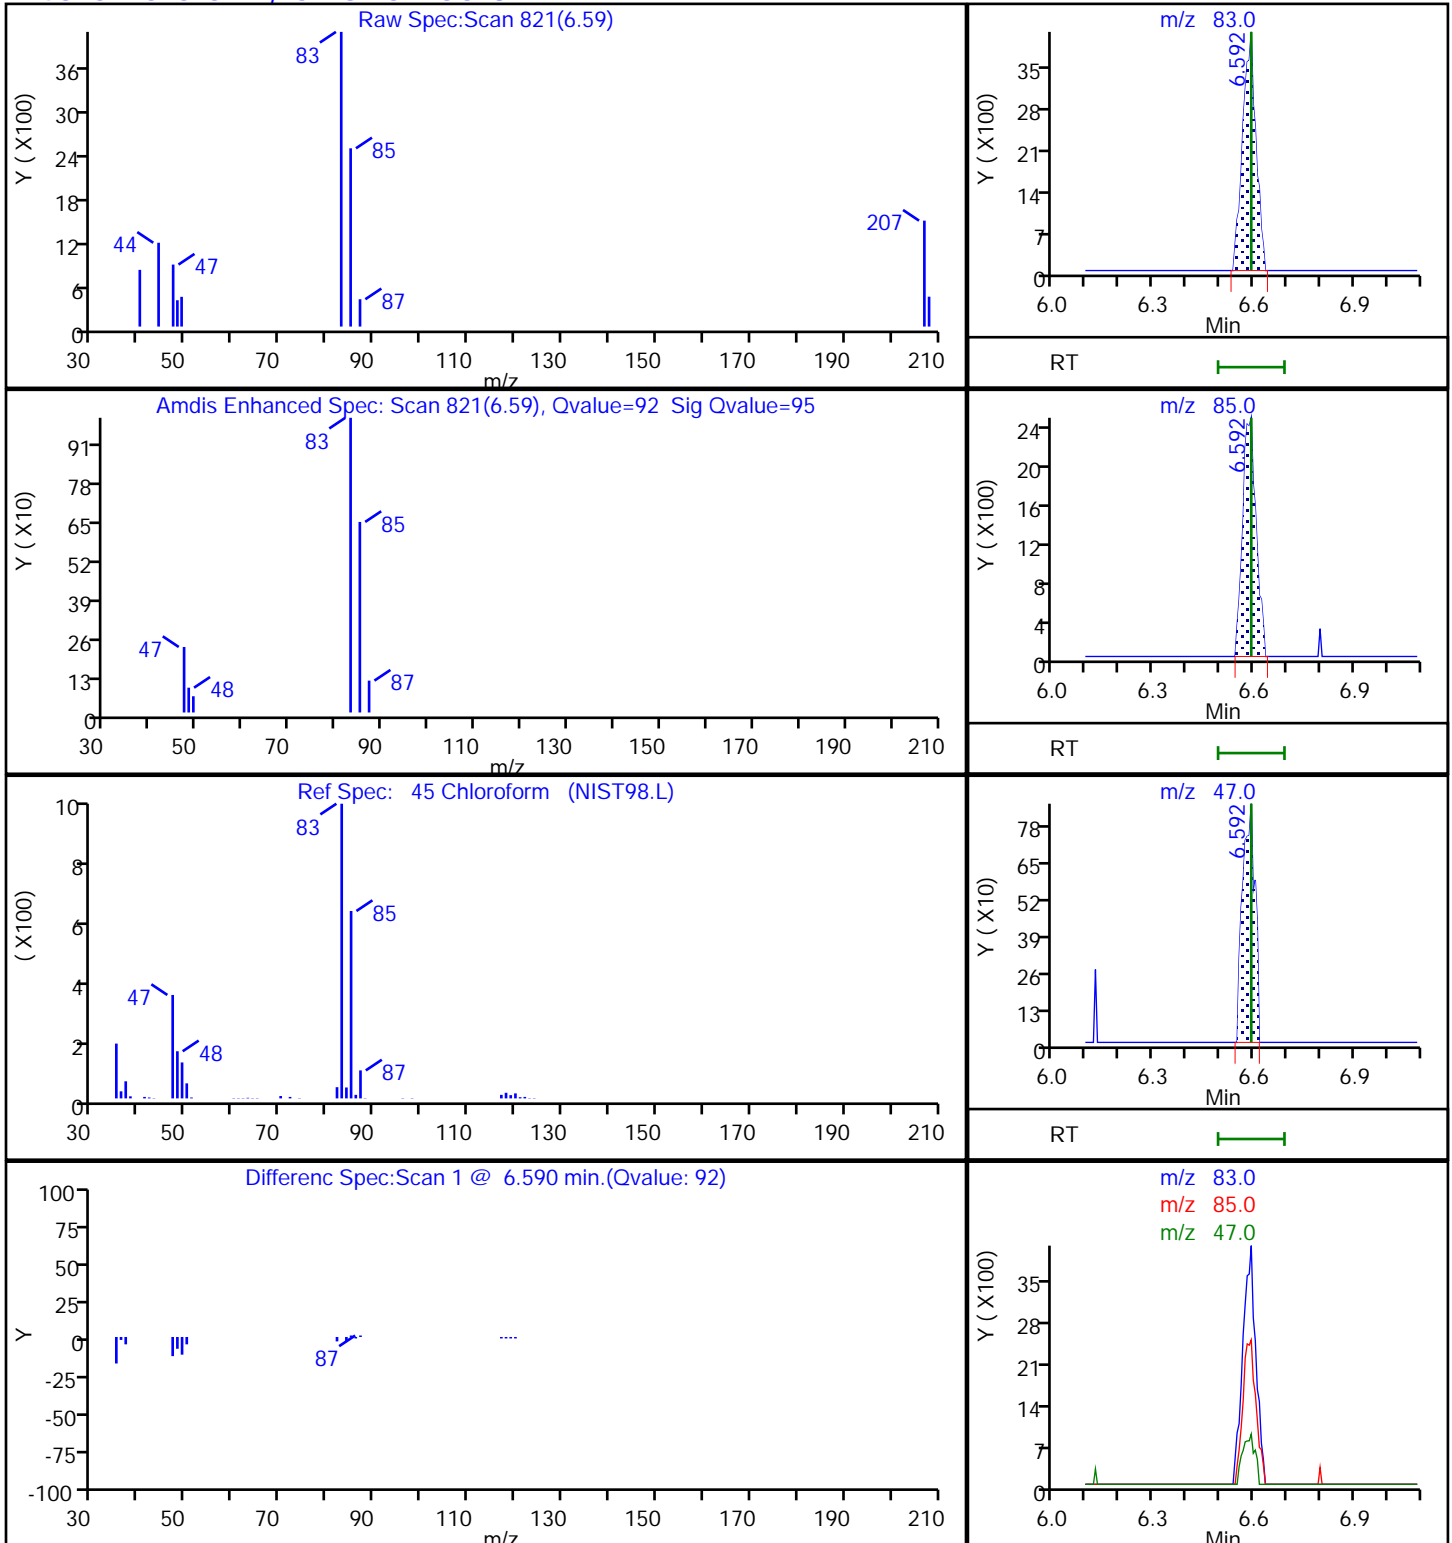 Raw Spec:Scan 821(6.59)
Y ( X100)
36
30
24
18
12
6
0
83
85
44
47
87
207
30 50 70 90 110 130 150 170 190 210
m/z
m/z 83.0
6.592
Y ( X100)
35
28
21
14
7
0
6.0 6.3 6.6 6.9
Min
RT
Amdis Enhanced Spec: Scan 821(6.59), Qvalue=92 Sig Qvalue=95
Y ( X10)
91
78
65
52
39
26
13
0
83
85
47
48
87
30 50 70 90 110 130 150 170 190 210
m/z
m/z 85.0
6.592
Y ( X100)
24
20
16
12
8
4
0
6.0 6.3 6.6 6.9
Min
RT
Ref Spec: 45 Chloroform (NIST98.L)
( X100)
10
8
6
4
2
0
83
85
47
48
87
30 50 70 90 110 130 150 170 190 210
m/z 47.0
6.592
Y ( X10)
78
65
52
39
26
13
0
6.0 6.3 6.6 6.9
Min
RT
Differenc Spec:Scan 1 @ 6.590 min.(Qvalue: 92)
Y
100
75
50
25
0
-25
-50
-75
-100
87
30 50 70 90 110 130 150 170 190 210
m/z
m/z 83.0
m/z 85.0
m/z 47.0
Y ( X100)
35
28
21
14
7
0
6.0 6.3 6.6 6.9
Min